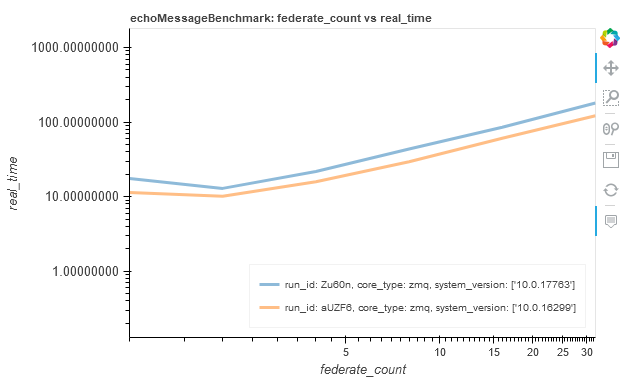 echoMessageBenchmark: federate_count vs real_time
1000.00000000
100.00000000
10.00000000
1.00000000
real_time
run_id: Zu60n, core_type: zmq, system_version: ['10.0.17763']
run_id: aUZF6, core_type: zmq, system_version: ['10.0.16299']
5
10
15
20
25
30
federate_count